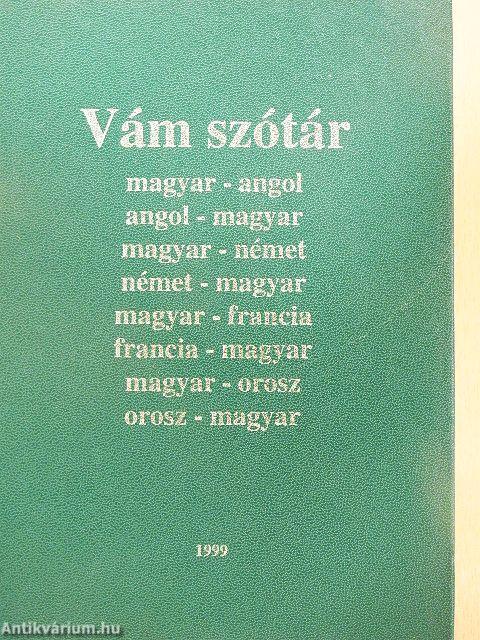 Vám szótár
magyar - angol
angol - magyar
magyar - német
német - magyar
magyar - francia
francia - magyar
magyar - orosz
orosz - magyar
1999
Antikvárium.hu